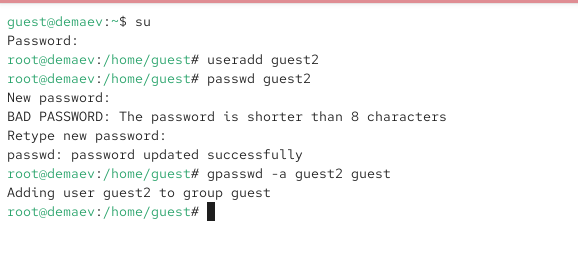 guest@demaev:~$ su
Password:
root@demaev:/home/guest# useradd guest2
root@demaev:/home/guest# passwd guest2
New password:
BAD PASSWORD: The password is shorter than 8 characters
Retype new password:
passwd: password updated successfully
root@demaev:/home/guest# gpasswd -a guest2 guest
Adding user guest2 to group guest
root@demaev:/home/guest#